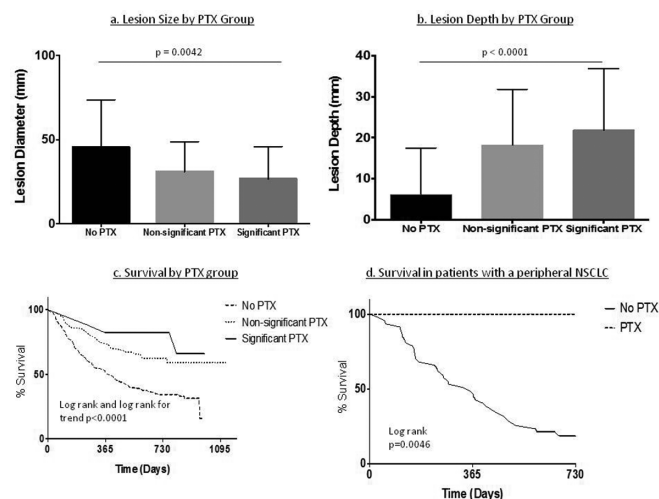 a. Lesion Size by PTX Group
p = 0.0042
Lesion Diameter (mm)
100
50
0
No PTX Non-significant PTX Significant PTX
b. Lesion Depth by PTX Group
p < 0.0001
Lesion Depth (mm)
40
30
20
10
0
No PTX Non-significant PTX Significant PTX
c. Survival by PTX group
No PTX
Non-significant PTX
Significant PTX
% Survival
100
50
0
Log rank and log rank for
trend p<0.0001
0 365 730 1095
Time (Days)
d. Survival in patients with a peripheral NSCLC
No PTX
PTX
% Survival
100
50
0
Log rank
p=0.0046
0 365 730
Time (Days)